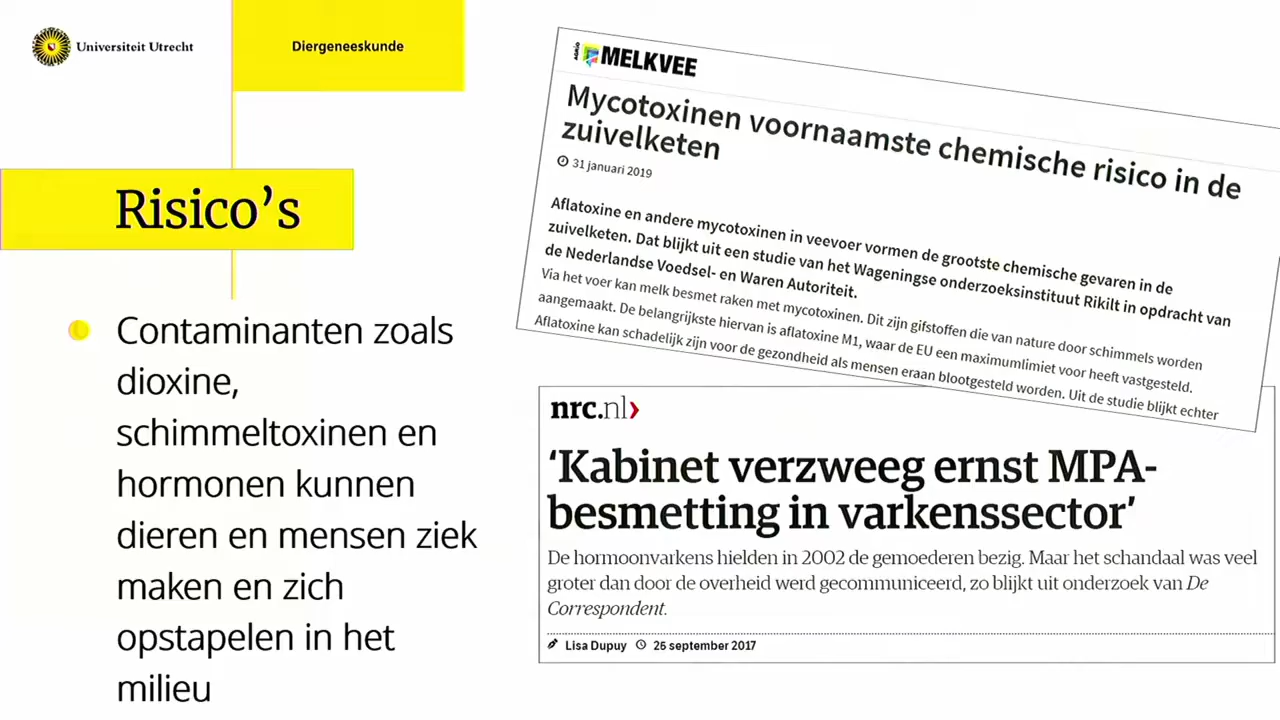 Universiteit Utrecht
Diergeneeskunde
Risico's
Contaminanten zoals
dioxine,
schimmeltoxinen en
hormonen kunnen
dieren en mensen ziek
maken en zich
opstapelen in het
milieu
AGRIO MELKVEE
Mycotoxinen voornaamste chemische risico in de
zuivelketen
31 januari 2019
Aflatoxine en andere mycotoxinen in veevoer vormen de grootste chemische gevaren in de
zuivelketen. Dat blijkt uit een studie van het Wageningse onderzoeksinstituut Rikilt in opdracht van
de Nederlandse Voedsel- en Waren Autoriteit.
Via het voer kan melk besmet raken met mycotoxinen. Dit zijn gifstoffen die van nature door schimmels worden
aangemaakt. De belangrijkste hiervan is aflatoxine M1, waar de EU een maximumlimiet voor heeft vastgesteld.
Aflatoxine kan schadelijk zijn voor de gezondheid als mensen eraan blootgesteld worden. Uit de studie blijkt echter
nrc.nl›
‘Kabinet verzweeg ernst MPA-
besmetting in varkenssector’
De hormoonvarkens hielden in 2002 de gemoederen bezig. Maar het schandaal was veel
groter dan door de overheid werd gecommuniceerd, zo blijkt uit onderzoek van De
Correspondent.
Lisa Dupuy 26 september 2017